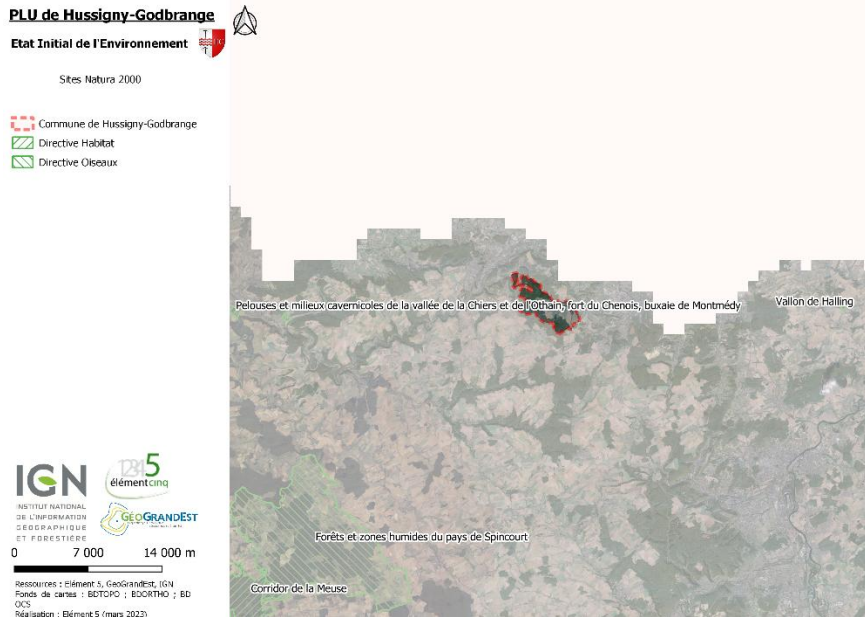 PLU de Hussigny-Godbrange
Etat Initial de l'Environnement
Sites Natura 2000
Commune de Hussigny-Godbrange
Directive Habitat
Directive Oiseaux
Pelouses et milieux cavernicoles de la vallée de la Chiers et de l'Othain, fort du Chenois, buxaie de Montmédy
Vallon de Halling
Forêts et zones humides du pays de Spincourt
Corridor de la Meuse
IGN
INSTITUT NATIONAL
DE L'INFORMATION
GÉOGRAPHIQUE
ET FORESTIÈRE
12345
élémentcinq
GÉOGRANDEST
0 7 000 14 000 m
Ressources : Elément 5, GeoGrandEst, IGN
Fonds de cartes : BDTOPO ; BDORTHO ; BD
OCS
Réalisation : Elément 5 (mars 2023)